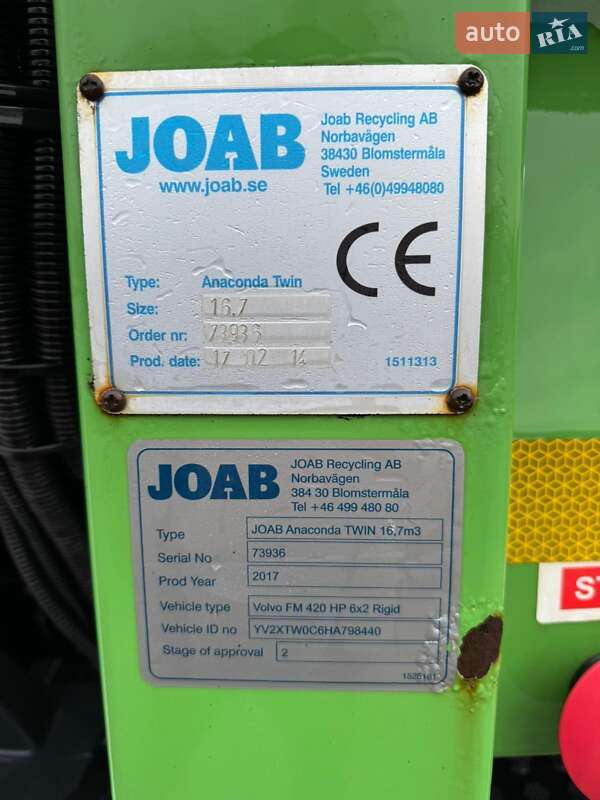 auto RIA.com
JOAB
www.joab.se
Joab Recycling AB
Norbavägen
38430 Blomstermåla
Sweden
Tel +46(0)49948080
CE
Type: Anaconda Twin
Size: 16,7
Order nr: 73936
Prod. date: 17 02 14
1511313
JOAB
JOAB Recycling AB
Norbavägen
384 30 Blomstermåla
Tel +46 499 480 80
Type JOAB Anaconda TWIN 16,7m3
Serial No 73936
Prod Year 2017
Vehicle type Volvo FM 420 HP 6x2 Rigid
Vehicle ID no YV2XTW0C6HA798440
Stage of approval 2
ST